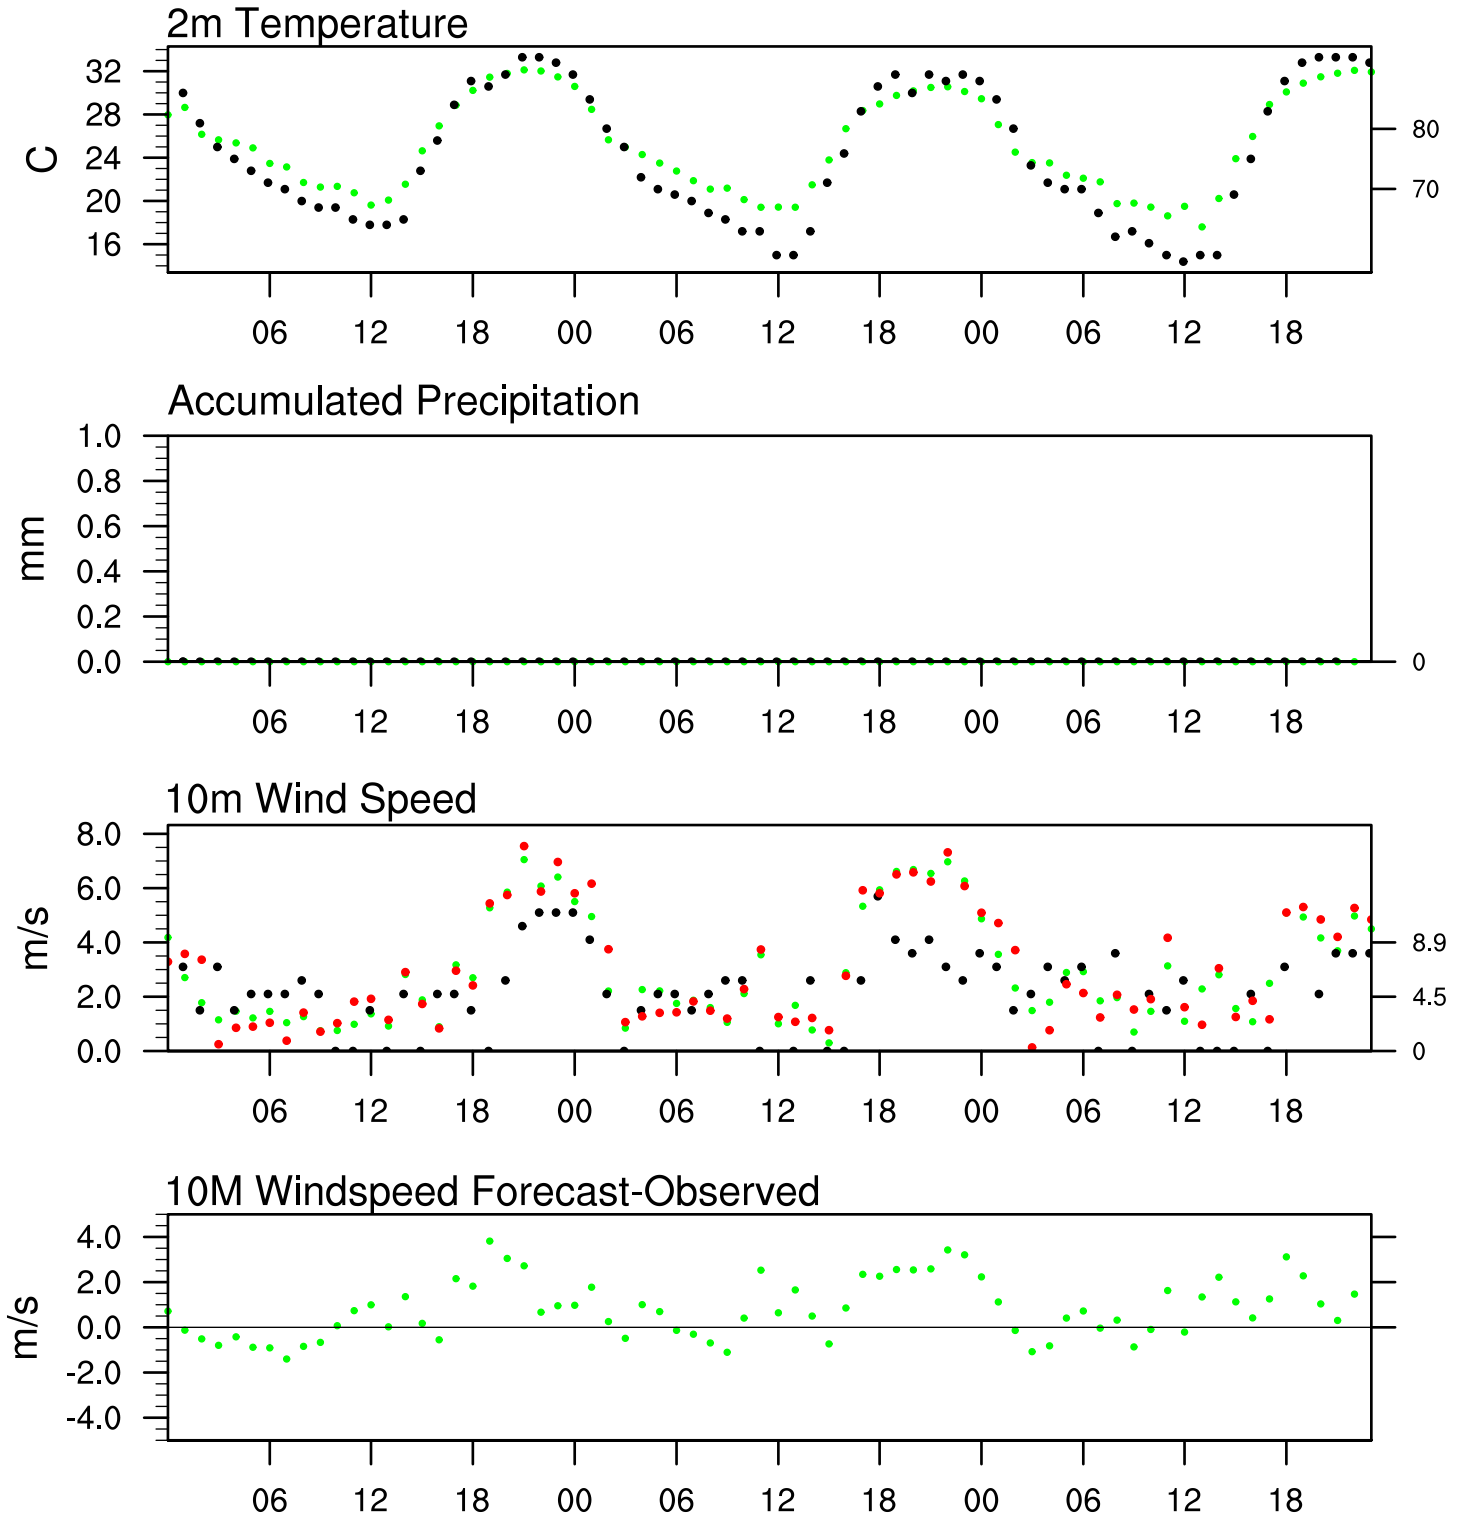 2m Temperature
32
28
24
20
16
C
80
70
06 12 18 00 06 12 18 00 06 12 18
Accumulated Precipitation
1.0
0.8
0.6
0.4
0.2
0.0
mm
0
06 12 18 00 06 12 18 00 06 12 18
10m Wind Speed
8.0
6.0
4.0
2.0
0.0
m/s
8.9
4.5
0
06 12 18 00 06 12 18 00 06 12 18
10M Windspeed Forecast-Observed
4.0
2.0
0.0
-2.0
-4.0
m/s
06 12 18 00 06 12 18 00 06 12 18